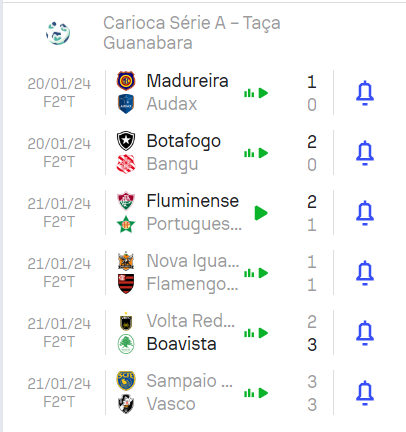 Carioca Série A – Taça
Guanabara
20/01/24
F2°T
Madureira 1
Audax 0
20/01/24
F2°T
Botafogo 2
Bangu 0
21/01/24
F2°T
Fluminense 2
Portugues... 1
21/01/24
F2°T
Nova Igua... 1
Flamengo... 1
21/01/24
F2°T
Volta Red... 2
Boavista 3
21/01/24
F2°T
Sampaio ... 3
Vasco 3